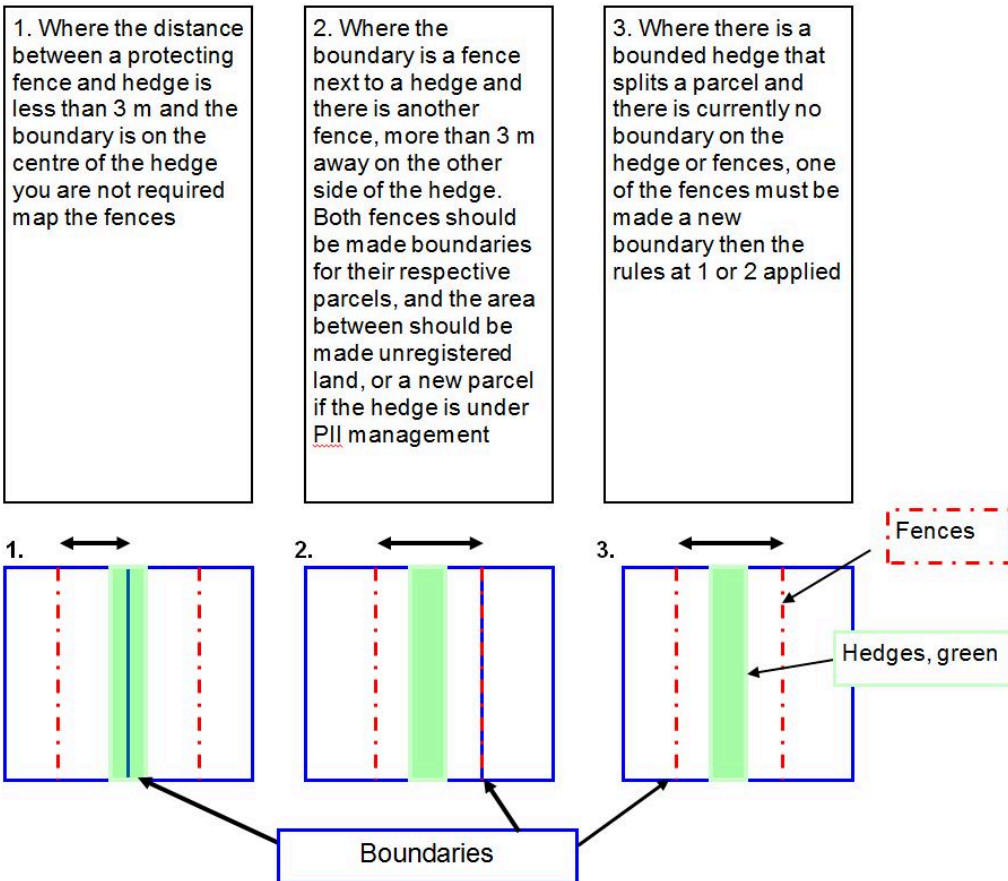 1. Where the distance
between a protecting
fence and hedge is
less than 3 m and the
boundary is on the
centre of the hedge
you are not required
map the fences
2. Where the
boundary is a fence
next to a hedge and
there is another
fence, more than 3 m
away on the other
side of the hedge.
Both fences should
be made boundaries
for their respective
parcels, and the area
between should be
made unregistered
land, or a new parcel
if the hedge is under
PII management
3. Where there is a
bounded hedge that
splits a parcel and
there is currently no
boundary on the
hedge or fences, one
of the fences must be
made a new
boundary then the
rules at 1 or 2 applied
1.
2.
3.
Fences
Hedges, green
Boundaries